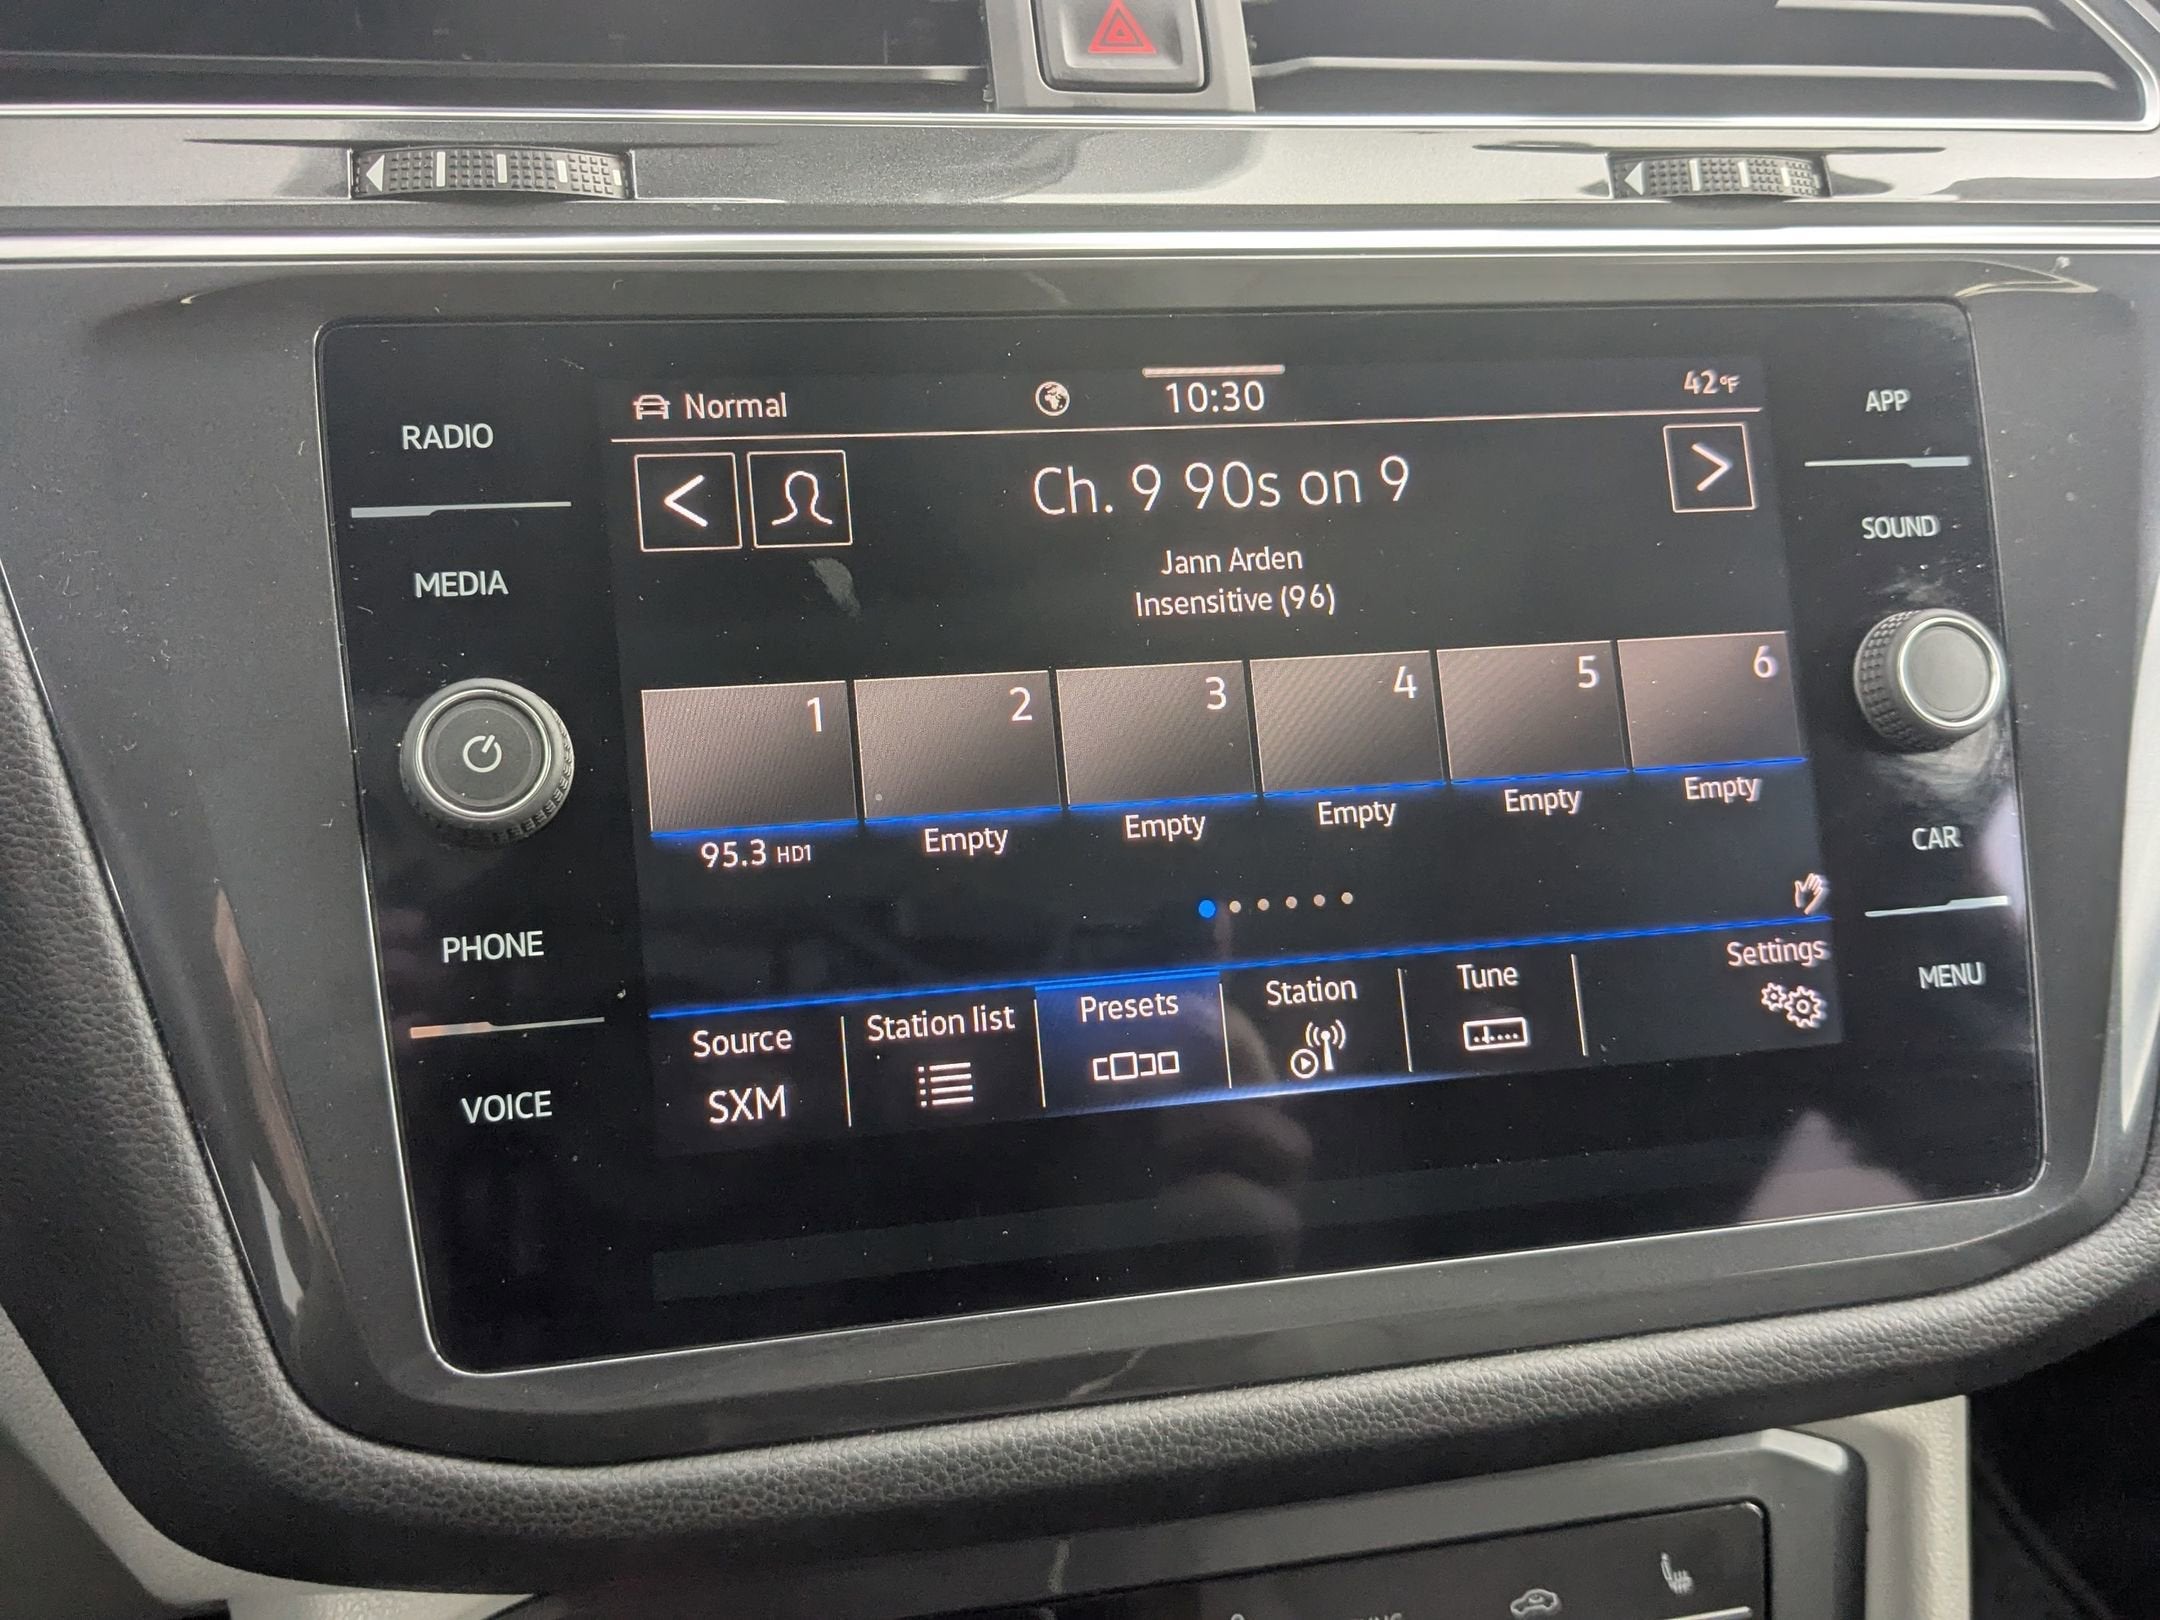 Normal
10:30
42°F
RADIO
APP
Ch. 9 90s on 9
MEDIA
SOUND
Jann Arden
Insensitive (96)
1
2
3
4
5
6
95.3 HD1
Empty
Empty
Empty
Empty
Empty
CAR
PHONE
MENU
Source
Station list
Presets
Station
Tune
Settings
SXM
VOICE